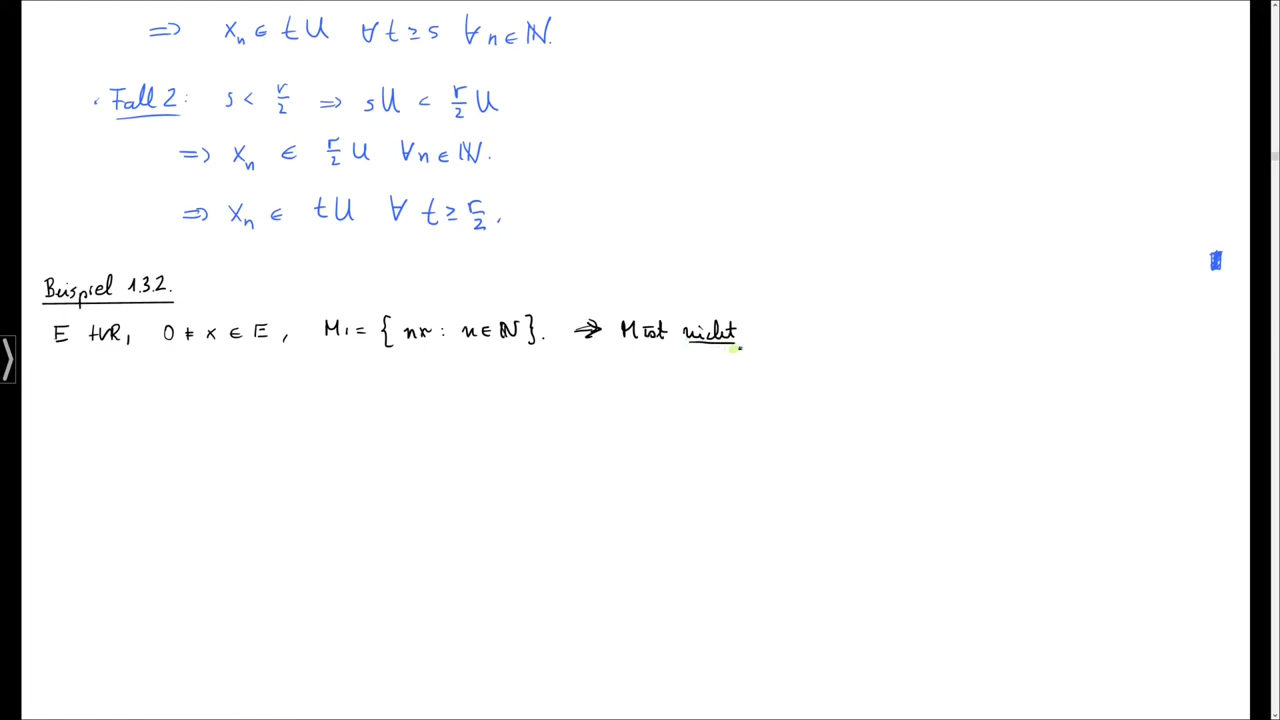 ⇒ xₙ ∈ tU ∀ t ≥ s ∀ n ∈ ℕ.
· Fall 2: s < r/2 ⇒ sU ⊂ r/2 U
⇒ xₙ ∈ r/2 U ∀ n ∈ ℕ.
⇒ xₙ ∈ tU ∀ t ≥ r/2.
Beispiel 1.3.2.
E tVR, 0 ≠ x ∈ E, M := { nx : n ∈ ℕ }. ⇒ M ist nicht